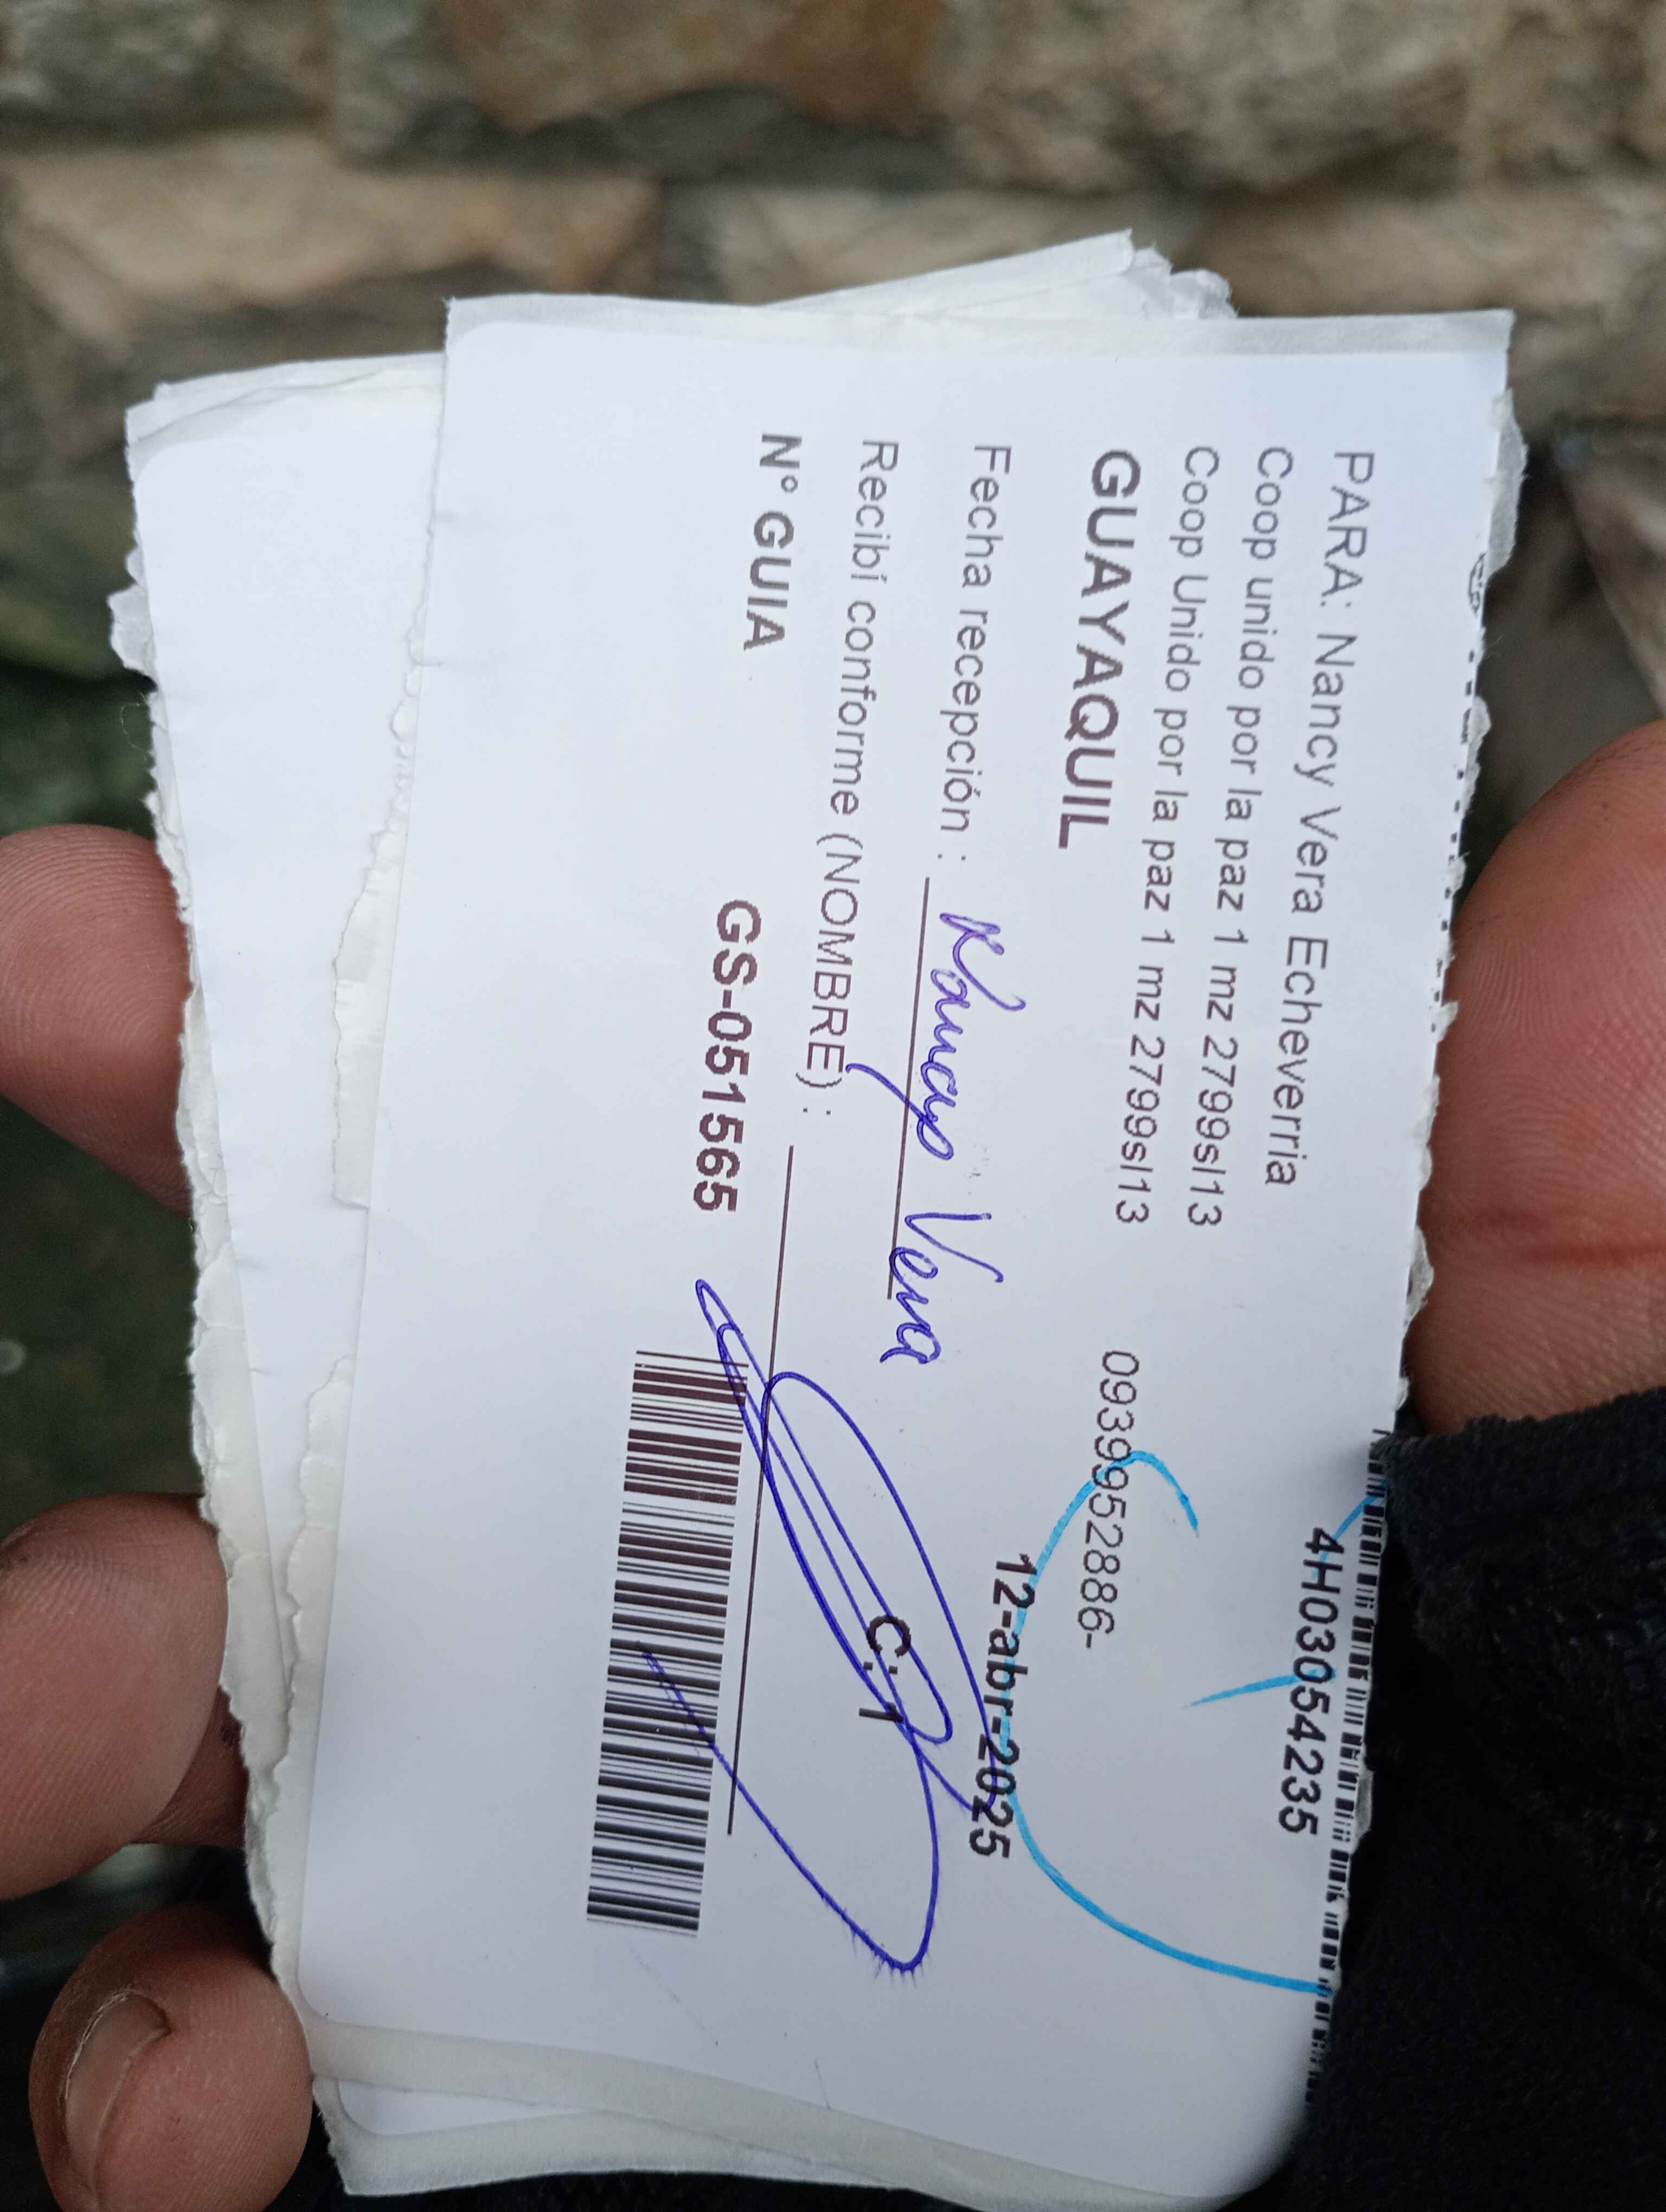 4H03054235
PARA: Nancy Vera Echeverria
Coop unido por la paz 1 mz 2799sl13
Coop Unido por la paz 1 mz 2799sl13
GUAYAQUIL
0939952886-
12-abr-2025
Fecha recepción : Nancy Vera
Recibí conforme (NOMBRE) :
C.I
N° GUIA GS-051565